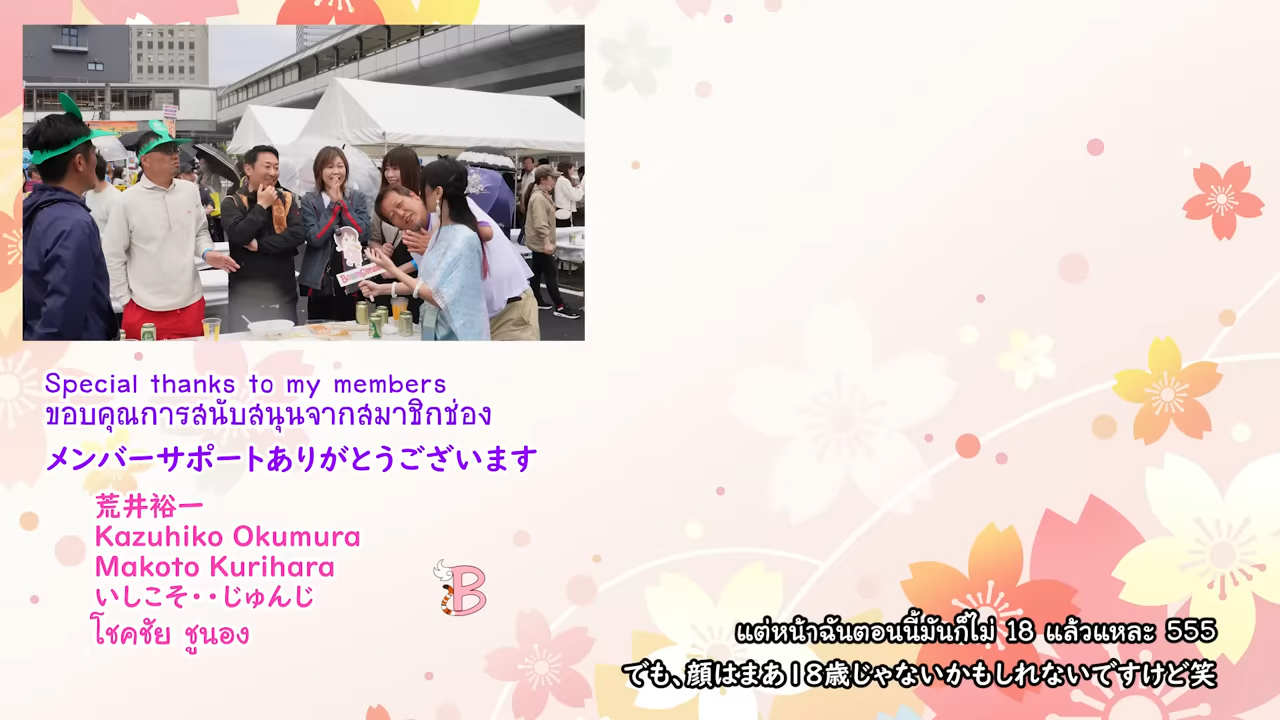 Special thanks to my members
ขอบคุณการสนับสนุนจากสมาชิกช่อง
メンバーサポートありがとうございます
荒井裕一
Kazuhiko Okumura
Makoto Kurihara
いしこそ・・じゅんじ
โชคชัย ชูนอง
B
แต่หน้าฉันตอนนี้มันก็ไม่ 18 แล้วแหละ 555
でも、顔はまあ18歳じゃないかもしれないですけど笑